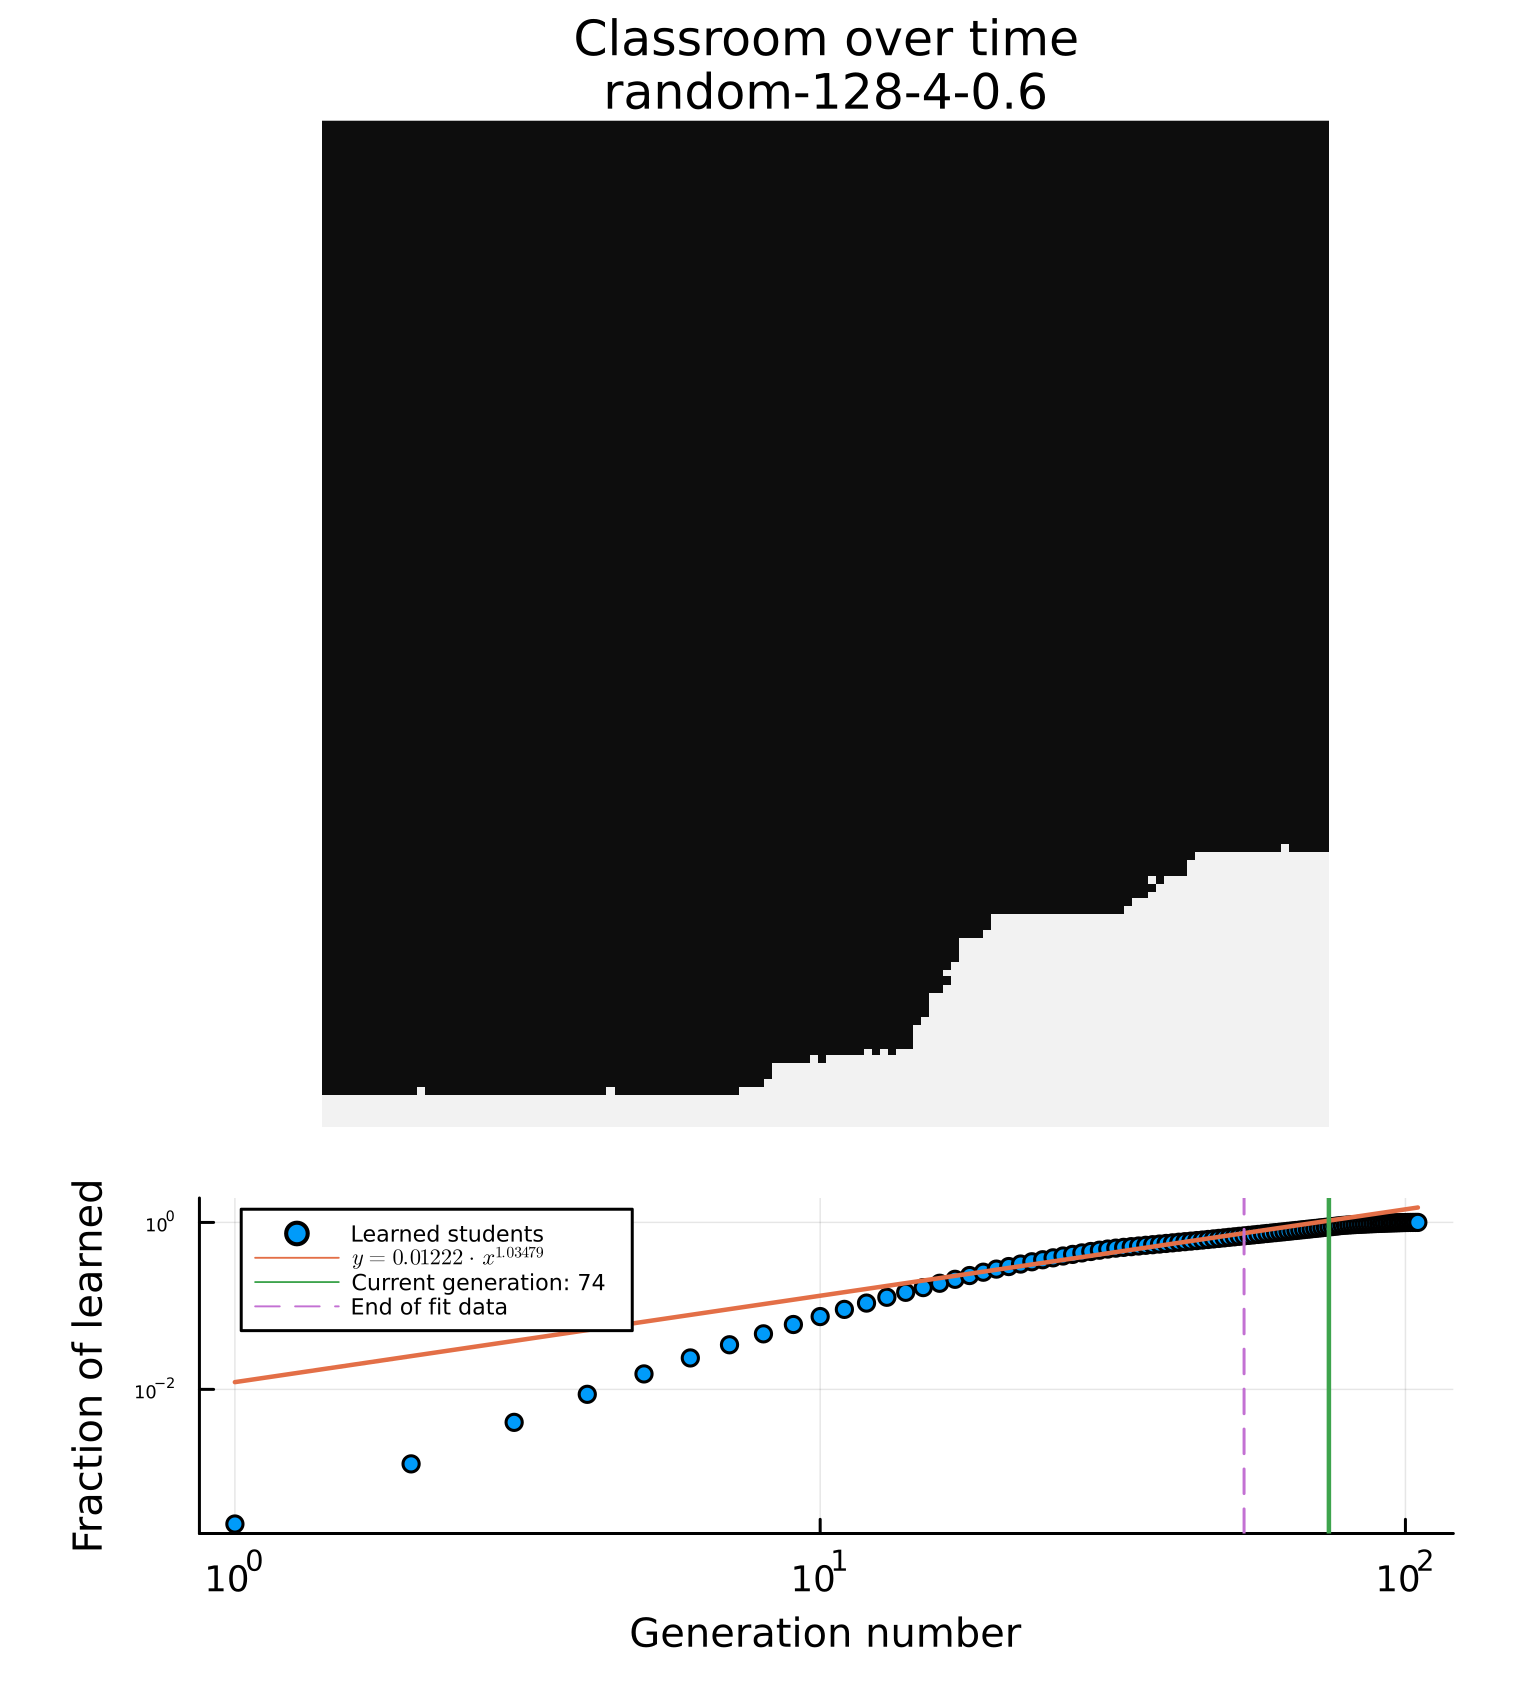 Classroom over time
random-128-4-0.6
Fraction of learned
10^0
10^−2
Learned students
y = 0.01222 · x^1.03479
Current generation: 74
End of fit data
10^0
10^1
10^2
Generation number